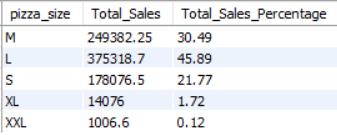 pizza_size Total_Sales Total_Sales_Percentage
M 249382.25 30.49
L 375318.7 45.89
S 178076.5 21.77
XL 14076 1.72
XXL 1006.6 0.12